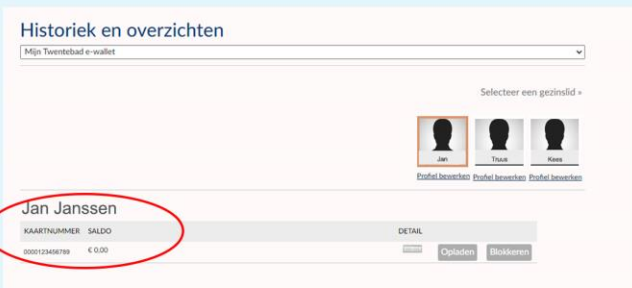 Historiek en overzichten
Mijn Twentebad e-wallet
Selecteer een gezinslid »
Jan Truus Kees
Profiel bewerken Profiel bewerken Profiel bewerken
Jan Janssen
KAARTNUMMER SALDO DETAIL
0000123456789 € 0,00 Opladen Blokkeren